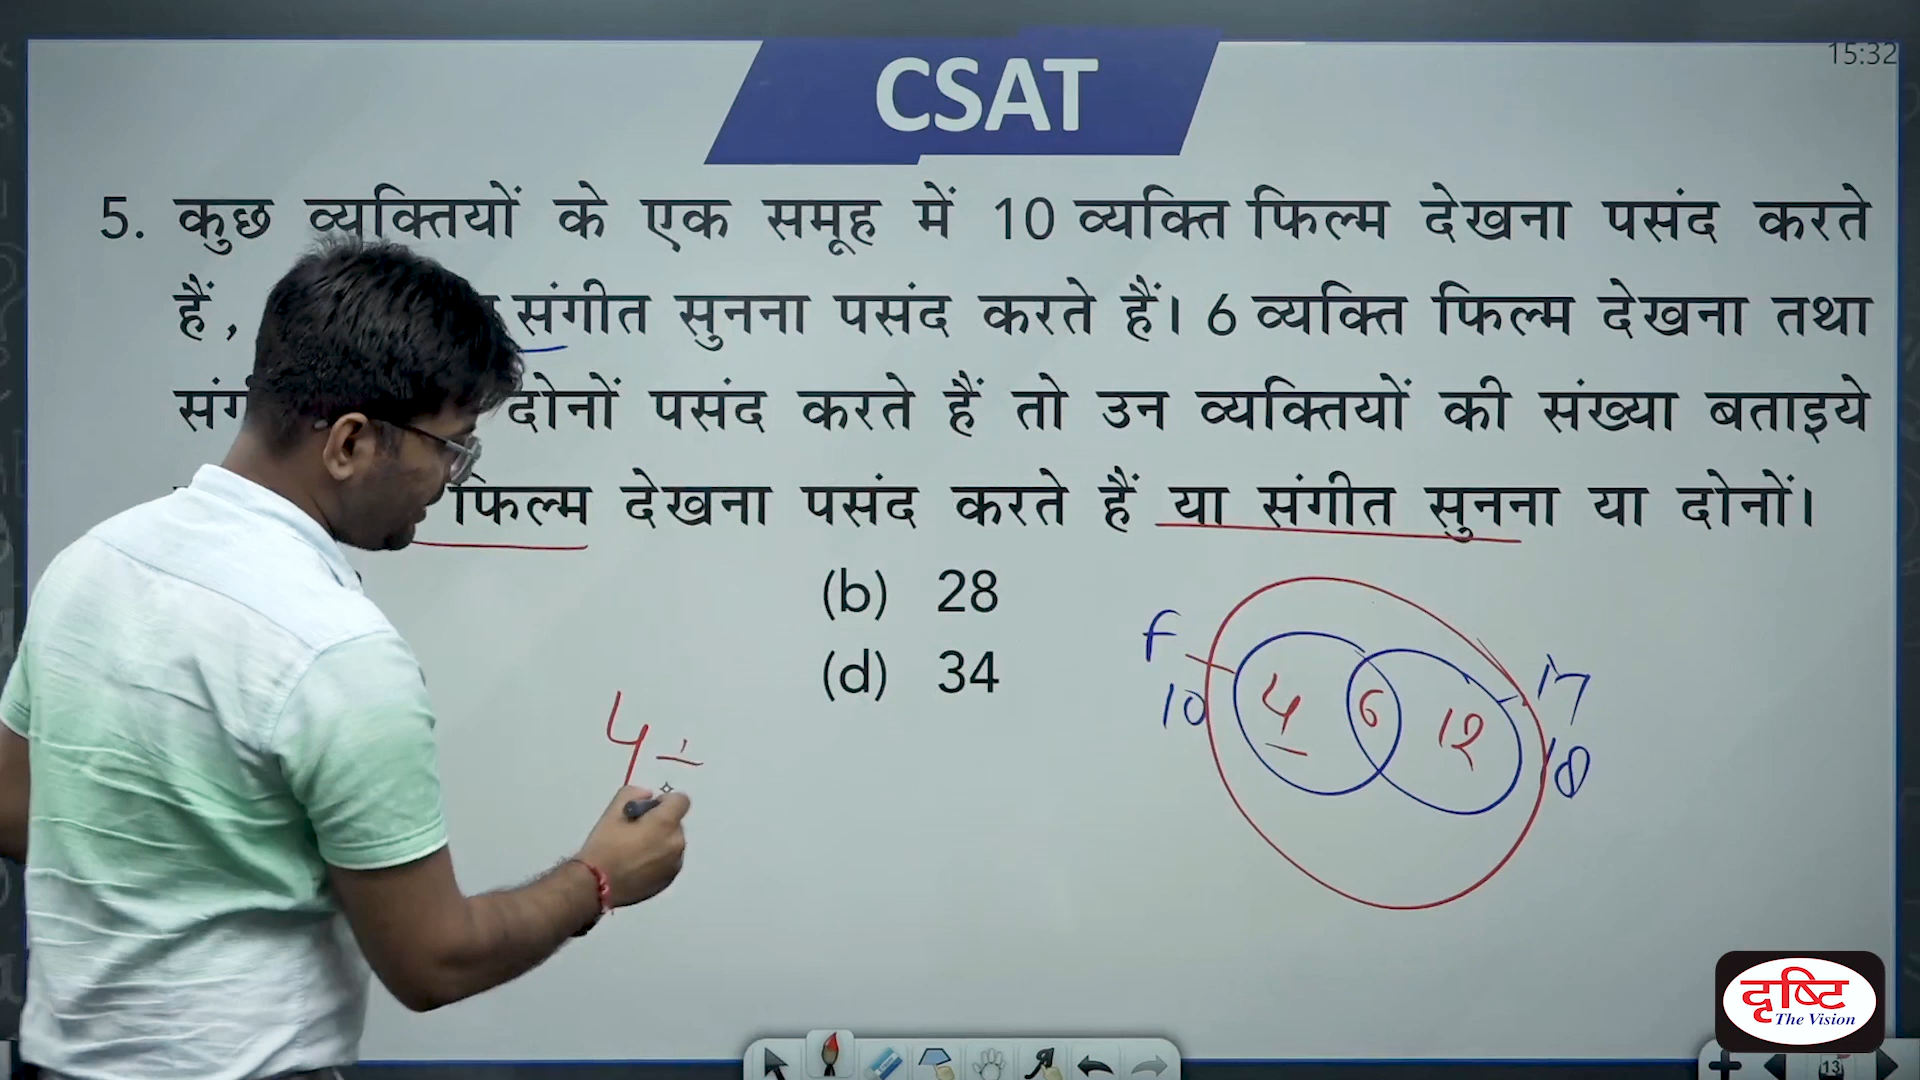 CSAT
15:32
5. कुछ व्यक्तियों के एक समूह में 10 व्यक्ति फिल्म देखना पसंद करते
हैं, संगीत सुनना पसंद करते हैं। 6 व्यक्ति फिल्म देखना तथा
दोनों पसंद करते हैं तो उन व्यक्तियों की संख्या बताइये
फिल्म देखना पसंद करते हैं या संगीत सुनना या दोनों।
(b) 28
(d) 34
F
10
4 6 12
18
4
दृष्टि
The Vision
13